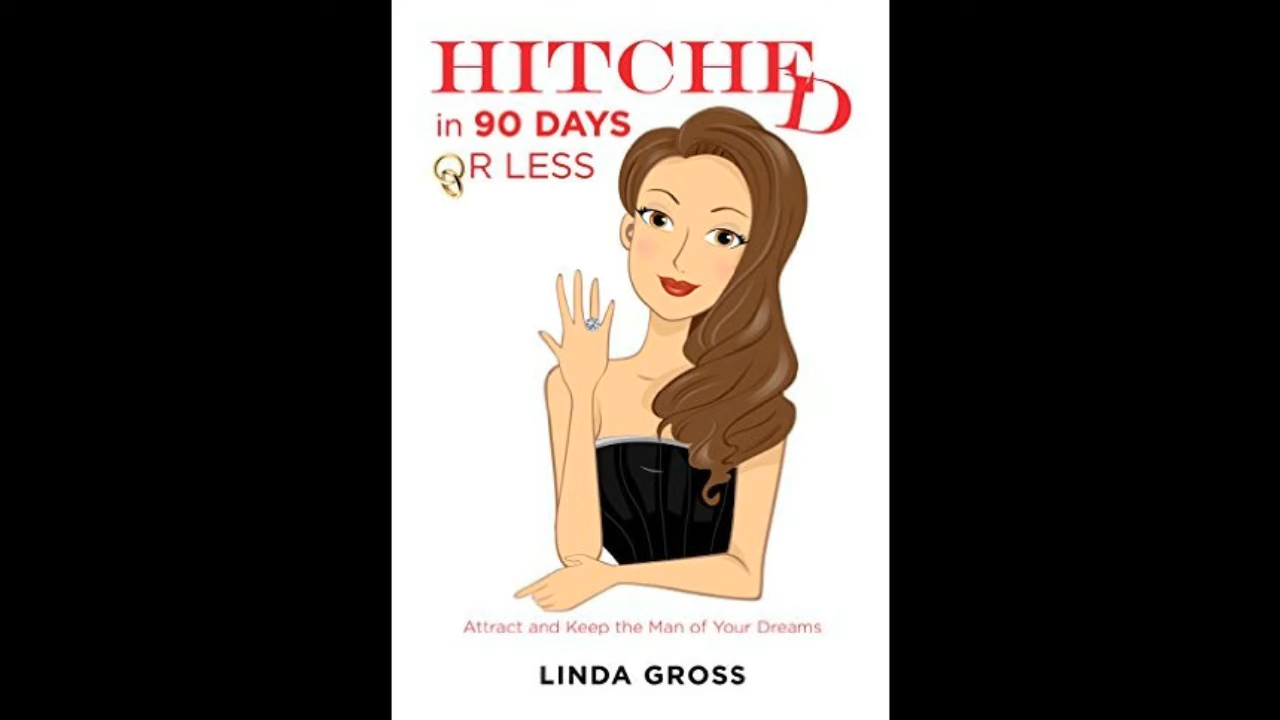 HITCHED
in 90 DAYS
OR LESS
Attract and Keep the Man of Your Dreams
LINDA GROSS